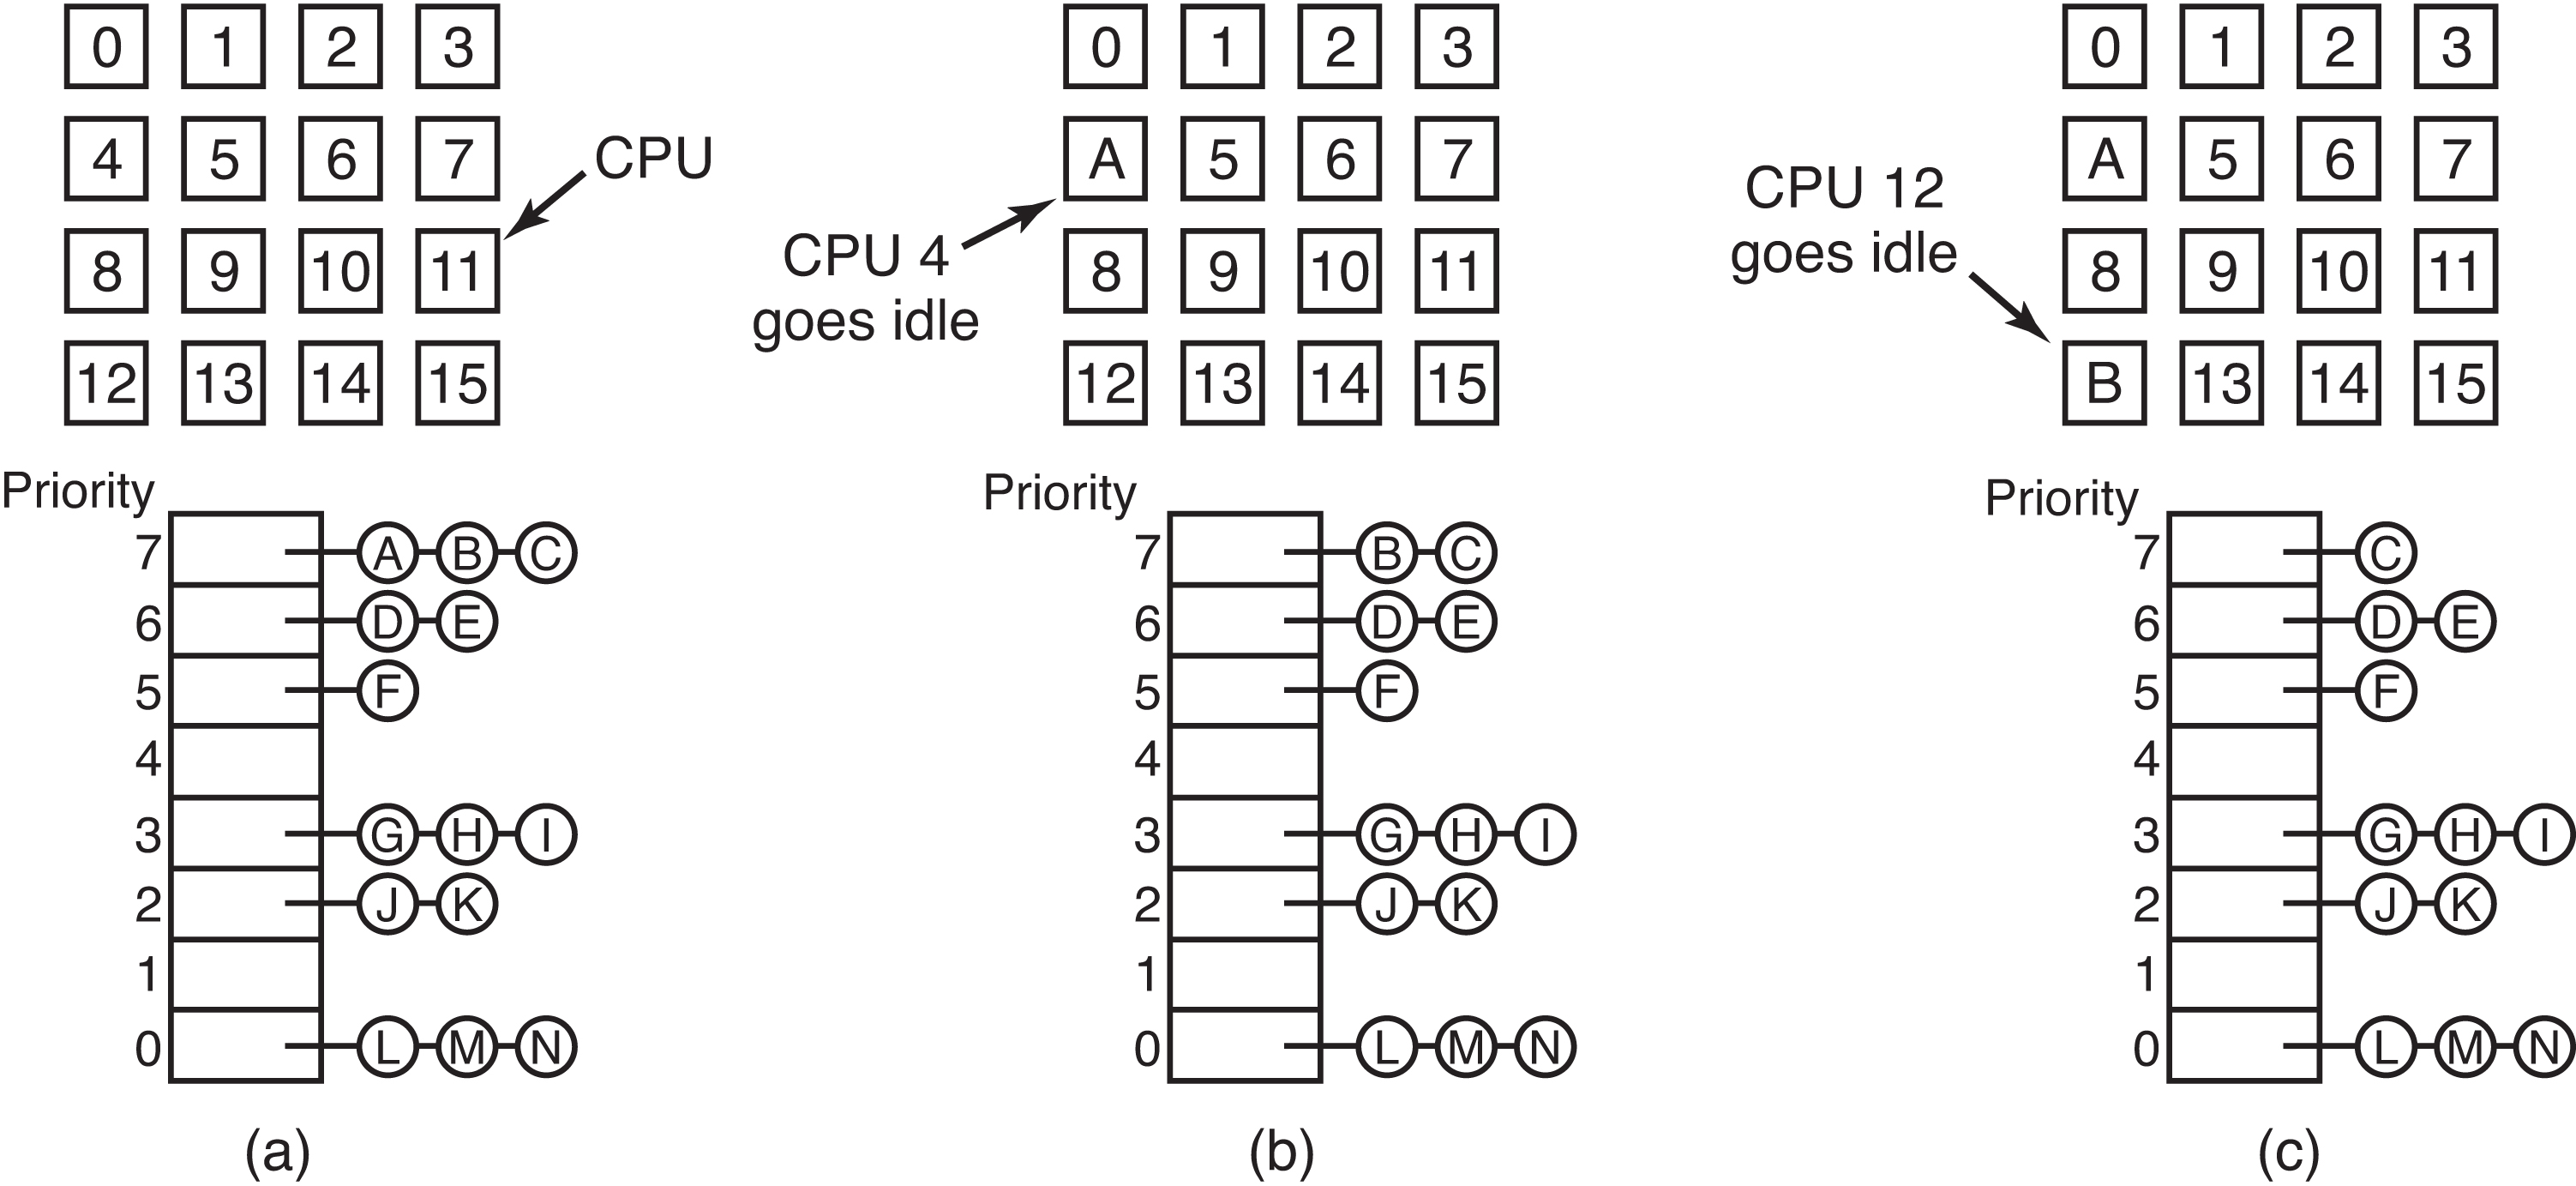 0 1 2 3
4 5 6 7
8 9 10 11
12 13 14 15
CPU
Priority
7 A B C
6 D E
5 F
4
3 G H I
2 J K
1
0 L M N
(a)
0 1 2 3
A 5 6 7
8 9 10 11
12 13 14 15
CPU 4
goes idle
Priority
7 B C
6 D E
5 F
4
3 G H I
2 J K
1
0 L M N
(b)
0 1 2 3
A 5 6 7
8 9 10 11
B 13 14 15
CPU 12
goes idle
Priority
7 C
6 D E
5 F
4
3 G H I
2 J K
1
0 L M N
(c)